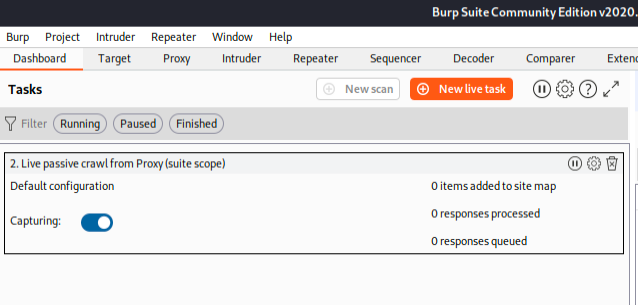 Burp Suite Community Edition v2020.
Burp Project Intruder Repeater Window Help
Dashboard Target Proxy Intruder Repeater Sequencer Decoder Comparer Exten
Tasks New scan New live task
Filter Running Paused Finished
2. Live passive crawl from Proxy (suite scope)
Default configuration 0 items added to site map
Capturing: 0 responses processed
0 responses queued